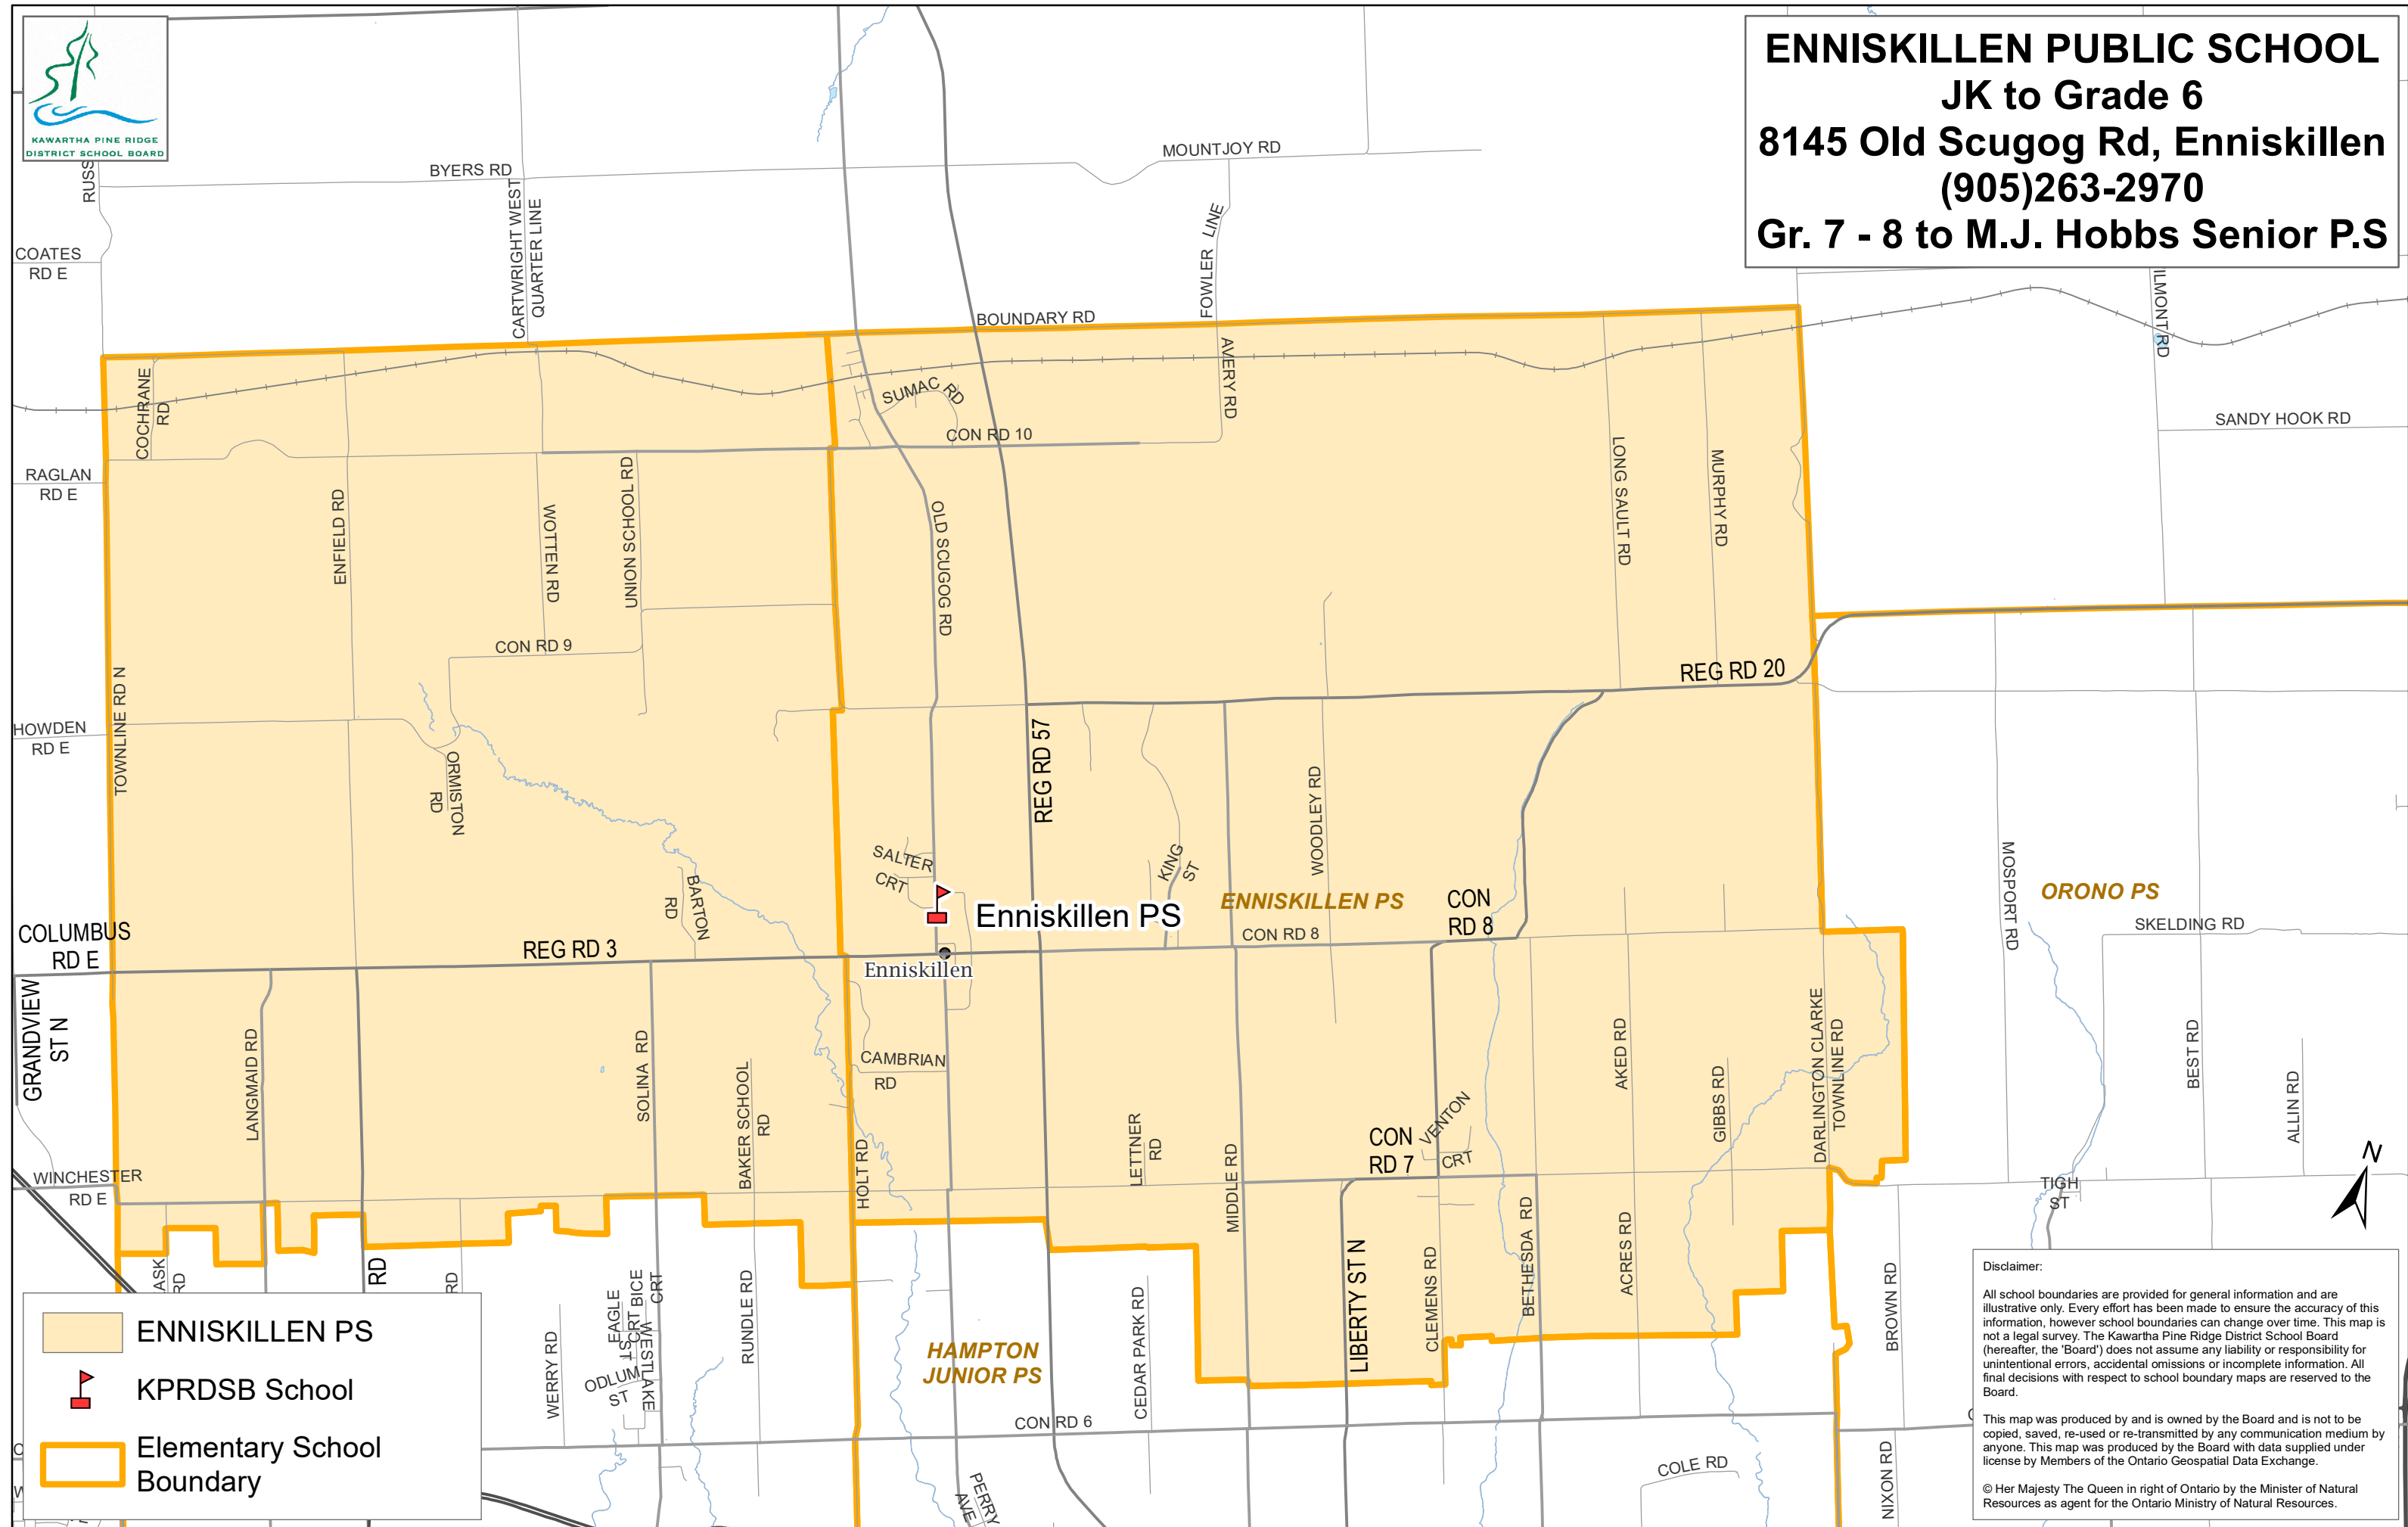 KAWARTHA PINE RIDGE
DISTRICT SCHOOL BOARD
ENNISKILLEN PUBLIC SCHOOL
JK to Grade 6
8145 Old Scugog Rd, Enniskillen
(905)263-2970
Gr. 7 - 8 to M.J. Hobbs Senior P.S
RUSS
BYERS RD
MOUNTJOY RD
COATES
RD E
CARTWRIGHT WEST
QUARTER LINE
FOWLER LINE
BOUNDARY RD
ILMONT RD
COCHRANE
RD
SUMAC RD
AVERY RD
SANDY HOOK RD
CON RD 10
RAGLAN
RD E
ENFIELD RD
WOTTEN RD
UNION SCHOOL RD
OLD SCUGOG RD
LONG SAULT RD
MURPHY RD
CON RD 9
REG RD 20
TOWNLINE RD N
HOWDEN
RD E
ORMISTON
RD
REG RD 57
WOODLEY RD
SALTER
CRT
KING
ST
BARTON
RD
Enniskillen PS
ENNISKILLEN PS
CON
RD 8
CON RD 8
MOSPORT RD
ORONO PS
SKELDING RD
COLUMBUS
RD E
REG RD 3
Enniskillen
GRANDVIEW
ST N
LANGMAID RD
SOLINA RD
BAKER SCHOOL
RD
CAMBRIAN
RD
HOLT RD
LETTNER
RD
MIDDLE RD
CON
RD 7
VENTON
CRT
AKED RD
GIBBS RD
DARLINGTON CLARKE
TOWNLINE RD
BEST RD
ALLIN RD
N
WINCHESTER
RD E
TIGH
ST
ASK
RD
RD
RD
EAGLE
ST
CRT BICE
CRT
WESTLAKE
WERRY RD
ODLUM
ST
RUNDLE RD
HAMPTON
JUNIOR PS
CEDAR PARK RD
LIBERTY ST N
CLEMENS RD
BETHESDA RD
ACRES RD
BROWN RD
CON RD 6
PERRY
AVE
COLE RD
NIXON RD
ENNISKILLEN PS
KPRDSB School
Elementary School
Boundary
Disclaimer:
All school boundaries are provided for general information and are
illustrative only. Every effort has been made to ensure the accuracy of this
information, however school boundaries can change over time. This map is
not a legal survey. The Kawartha Pine Ridge District School Board
(hereafter, the 'Board') does not assume any liability or responsibility for
unintentional errors, accidental omissions or incomplete information. All
final decisions with respect to school boundary maps are reserved to the
Board.
This map was produced by and is owned by the Board and is not to be
copied, saved, re-used or re-transmitted by any communication medium by
anyone. This map was produced by the Board with data supplied under
license by Members of the Ontario Geospatial Data Exchange.
© Her Majesty The Queen in right of Ontario by the Minister of Natural
Resources as agent for the Ontario Ministry of Natural Resources.